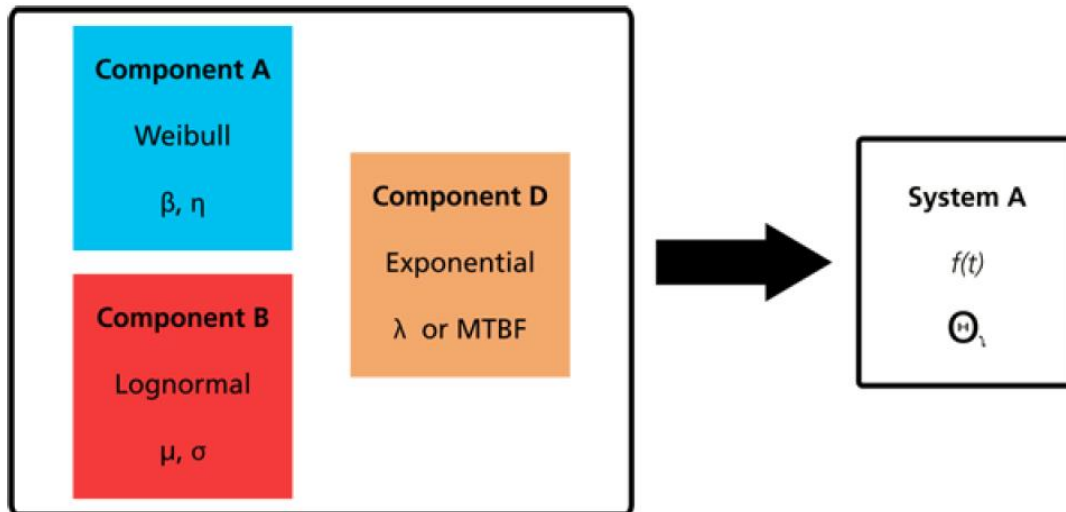 Component A
Weibull
β, η
Component B
Lognormal
μ, σ
Component D
Exponential
λ or MTBF
System A
f(t)
Θ